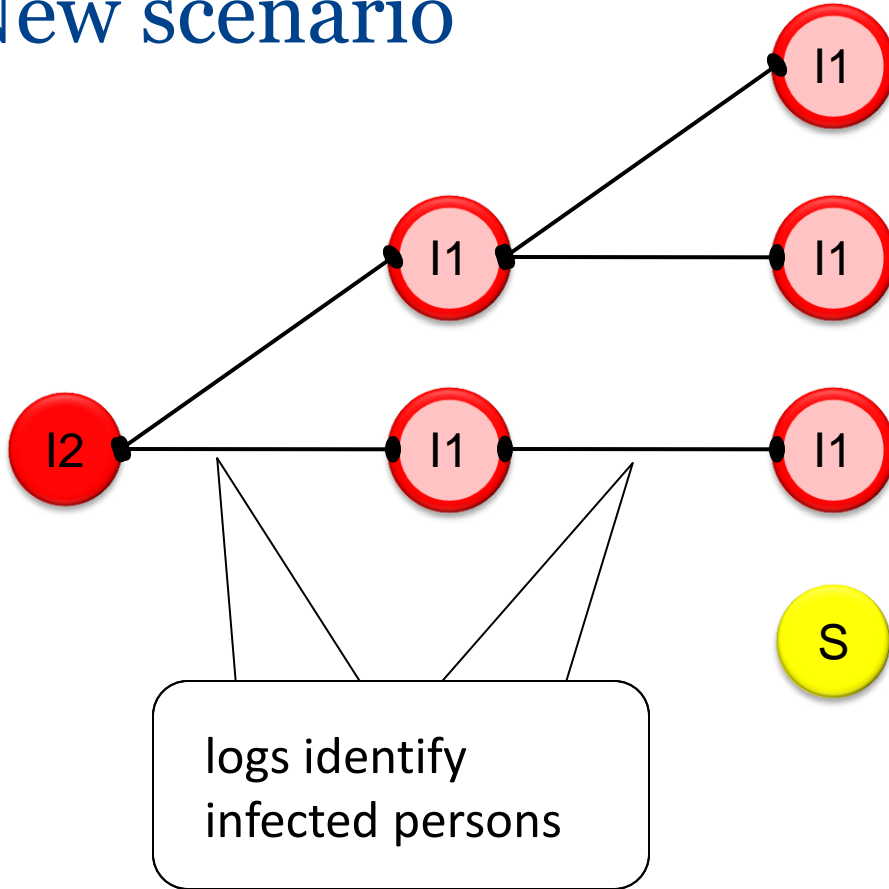 New scenario
I1
I1
I1
I2
I1
I1
S
logs identify
infected persons